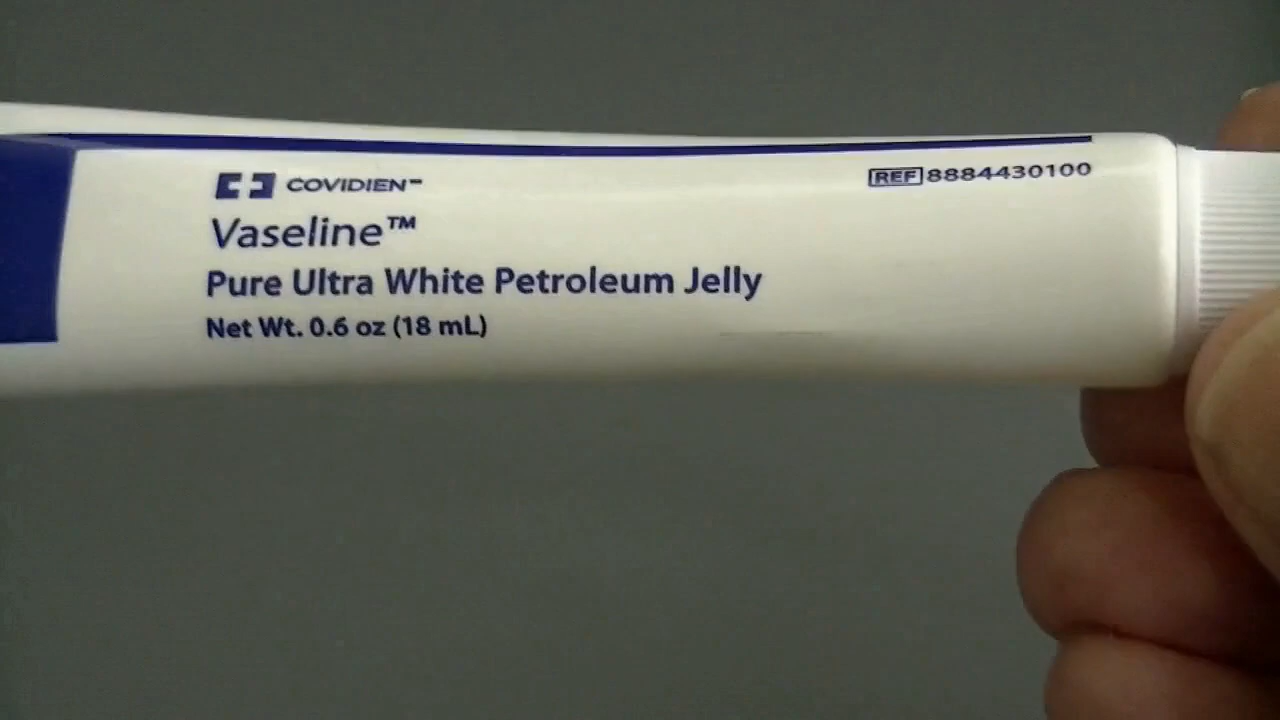 COVIDIEN™
REF 8884430100
Vaseline™
Pure Ultra White Petroleum Jelly
Net Wt. 0.6 oz (18 mL)